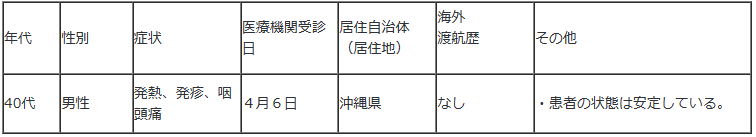 年代
性別
症状
医療機関受診
日
居住自治体
（居住地）
海外
渡航歴
その他
40代
男性
発熱、発疹、咽
頭痛
４月６日
沖縄県
なし
・患者の状態は安定している。